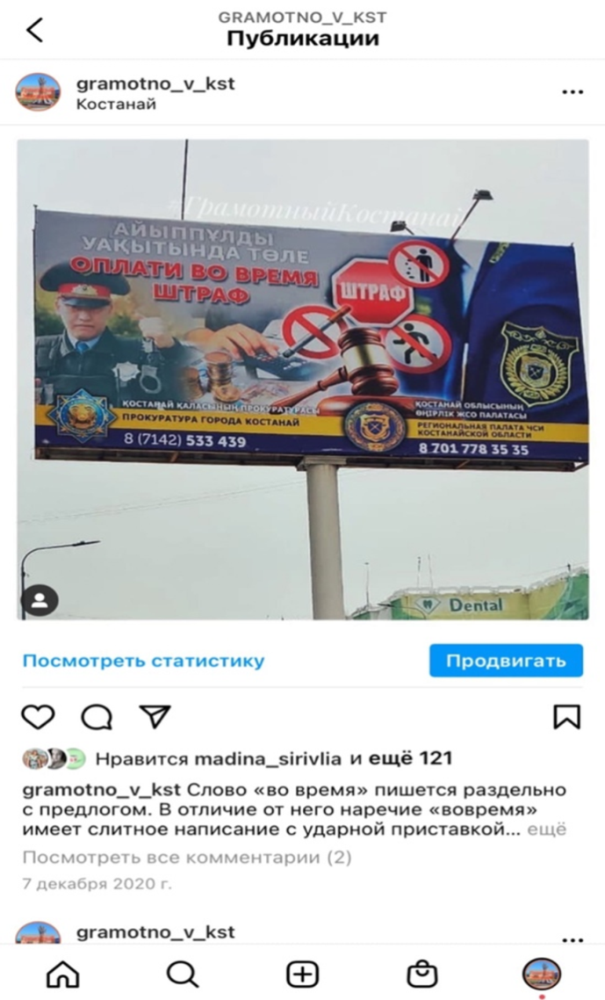 GRAMOTNO_V_KST
Публикации
gramotno_v_kst
Костанай
#ГрамотныйКостанай
АЙЫППҰЛДЫ
УАҚЫТЫНДА ТӨЛЕ
ОПЛАТИ ВО ВРЕМЯ
ШТРАФ
ШТРАФ
ҚОСТАНАЙ ҚАЛАСЫНЫҢ ПРОКУРАТУРАСЫ
ПРОКУРАТУРА ГОРОДА КОСТАНАЙ
8 (7142) 533 439
ҚОСТАНАЙ ОБЛЫСЫНЫҢ
ӨҢІРЛІК ЖСО ПАЛАТАСЫ
РЕГИОНАЛЬНАЯ ПАЛАТА ЧСИ
КОСТАНАЙСКОЙ ОБЛАСТИ
8 701 778 35 35
Dental
Посмотреть статистику
Продвигать
Нравится madina_sirivlia и ещё 121
gramotno_v_kst Слово «во время» пишется раздельно
с предлогом. В отличие от него наречие «вовремя»
имеет слитное написание с ударной приставкой... ещё
Посмотреть все комментарии (2)
7 декабря 2020 г.
gramotno_v_kst